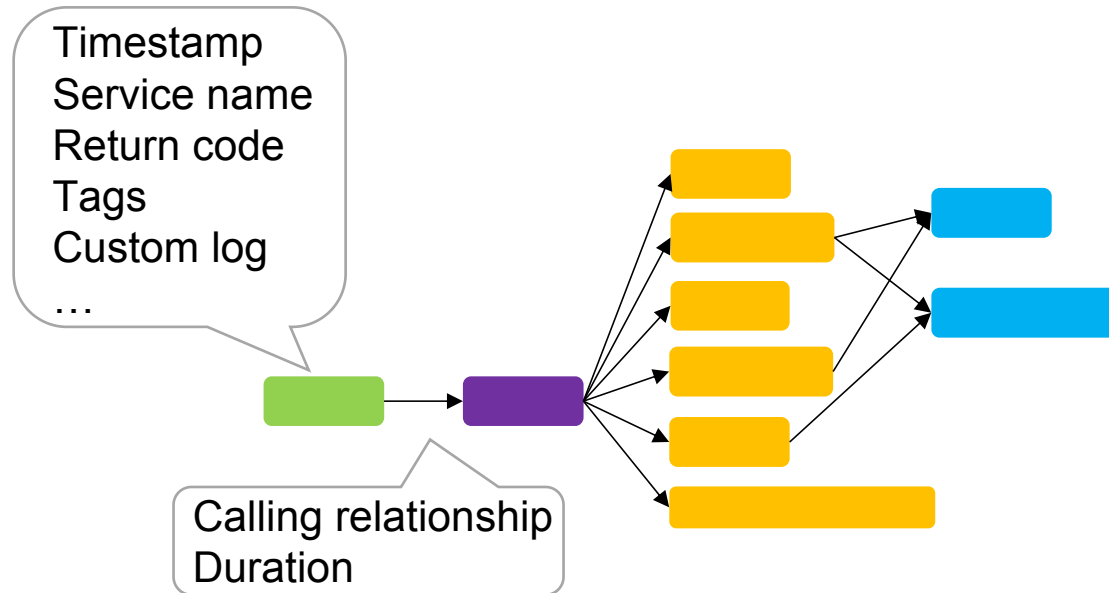 Timestamp
Service name
Return code
Tags
Custom log
…
Calling relationship
Duration